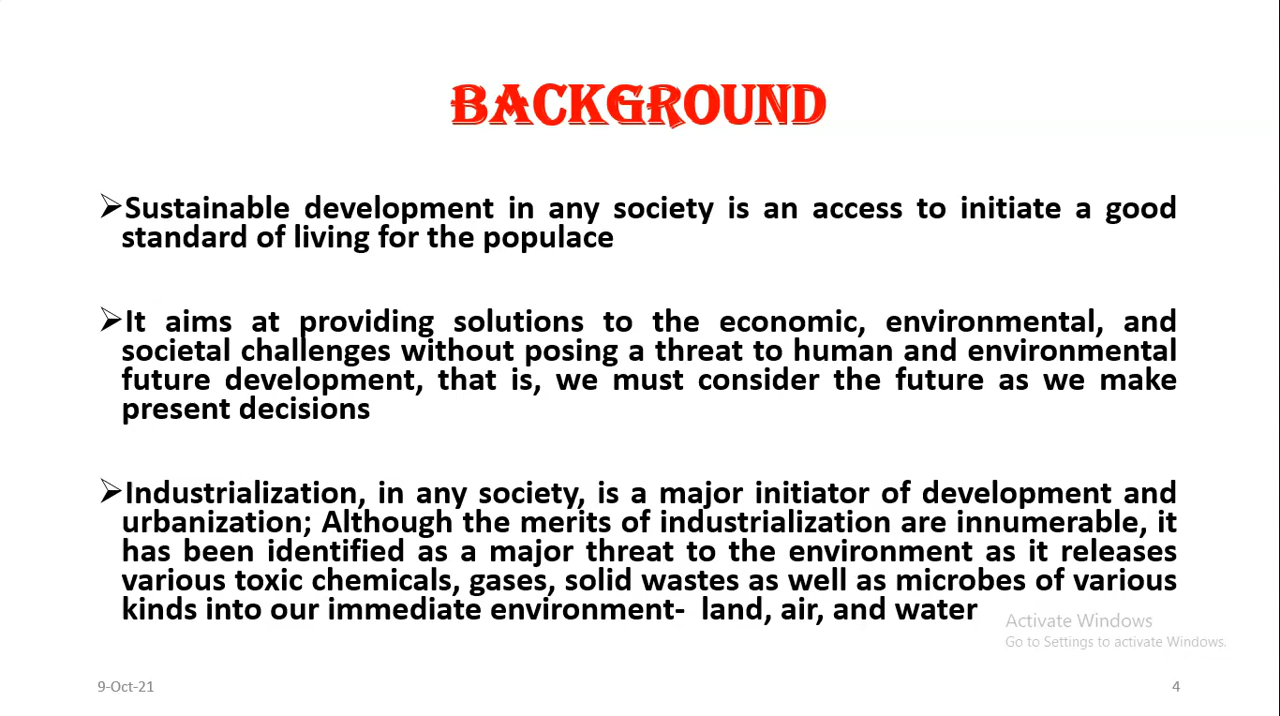 BACKGROUND
➢Sustainable development in any society is an access to initiate a good
standard of living for the populace
➢It aims at providing solutions to the economic, environmental, and
societal challenges without posing a threat to human and environmental
future development, that is, we must consider the future as we make
present decisions
➢Industrialization, in any society, is a major initiator of development and
urbanization; Although the merits of industrialization are innumerable, it
has been identified as a major threat to the environment as it releases
various toxic chemicals, gases, solid wastes as well as microbes of various
kinds into our immediate environment- land, air, and water
Activate Windows
Go to Settings to activate Windows.
9-Oct-21
4